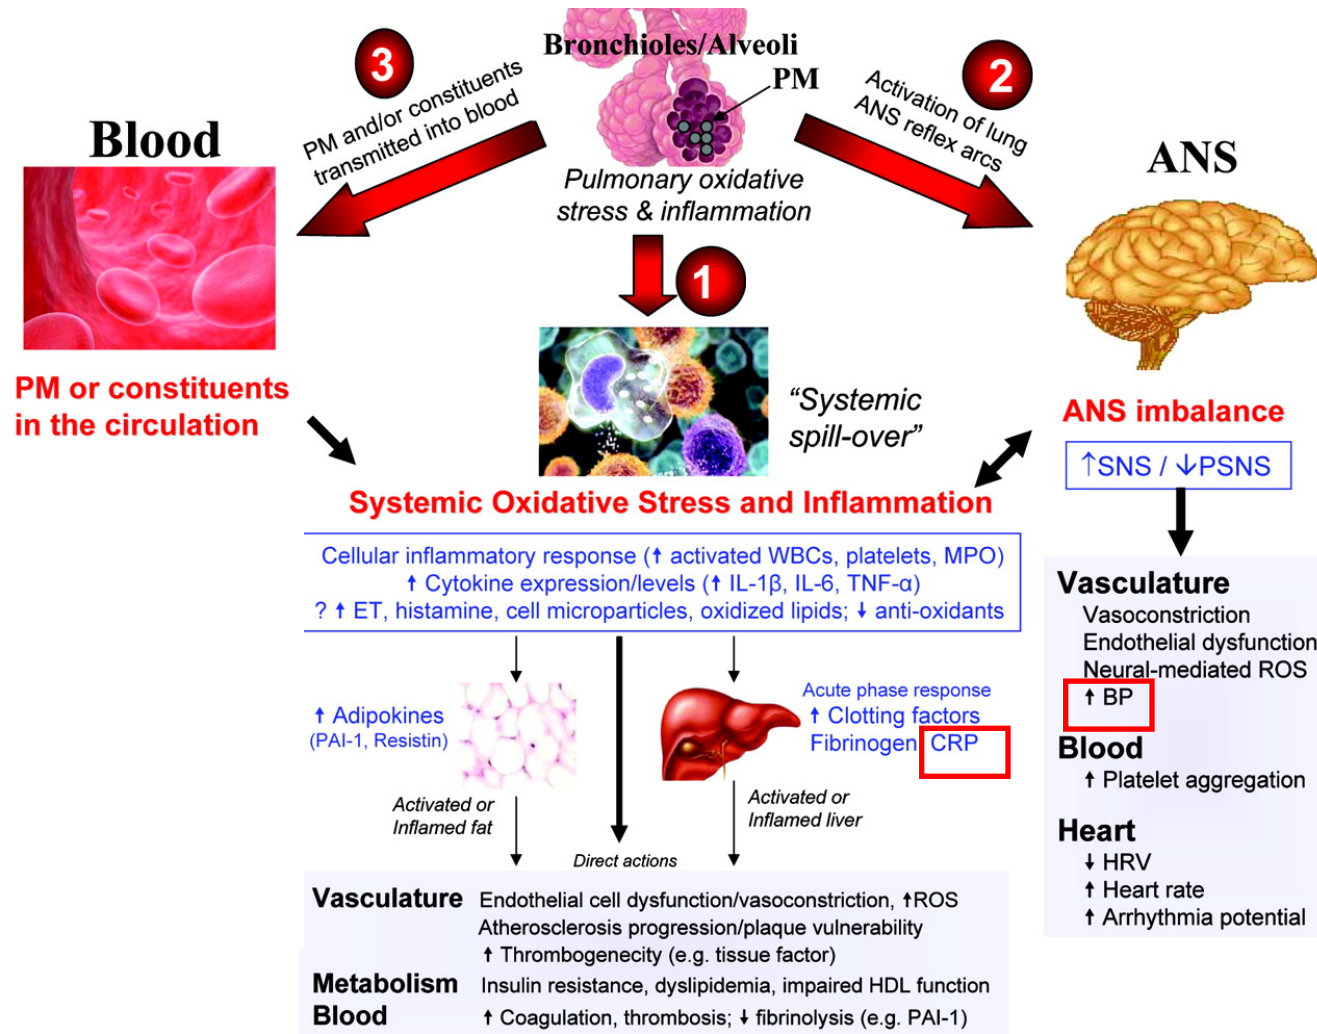 Bronchioles/Alveoli
PM
3
PM and/or constituents
transmitted into blood
2
Activation of lung
ANS reflex arcs
Blood
ANS
Pulmonary oxidative
stress & inflammation
1
"Systemic
spill-over"
PM or constituents
in the circulation
ANS imbalance
↑SNS / ↓PSNS
Systemic Oxidative Stress and Inflammation
Cellular inflammatory response (↑ activated WBCs, platelets, MPO)
↑ Cytokine expression/levels (↑ IL-1β, IL-6, TNF-α)
? ↑ ET, histamine, cell microparticles, oxidized lipids; ↓ anti-oxidants
↑ Adipokines
(PAI-1, Resistin)
Acute phase response
↑ Clotting factors
Fibrinogen CRP
Activated or
Inflamed fat
Activated or
Inflamed liver
Direct actions
Vasculature Endothelial cell dysfunction/vasoconstriction, ↑ROS
Atherosclerosis progression/plaque vulnerability
↑ Thrombogenecity (e.g. tissue factor)
Metabolism Insulin resistance, dyslipidemia, impaired HDL function
Blood ↑ Coagulation, thrombosis; ↓ fibrinolysis (e.g. PAI-1)
Vasculature
Vasoconstriction
Endothelial dysfunction
Neural-mediated ROS
↑ BP
Blood
↑ Platelet aggregation
Heart
↓ HRV
↑ Heart rate
↑ Arrhythmia potential